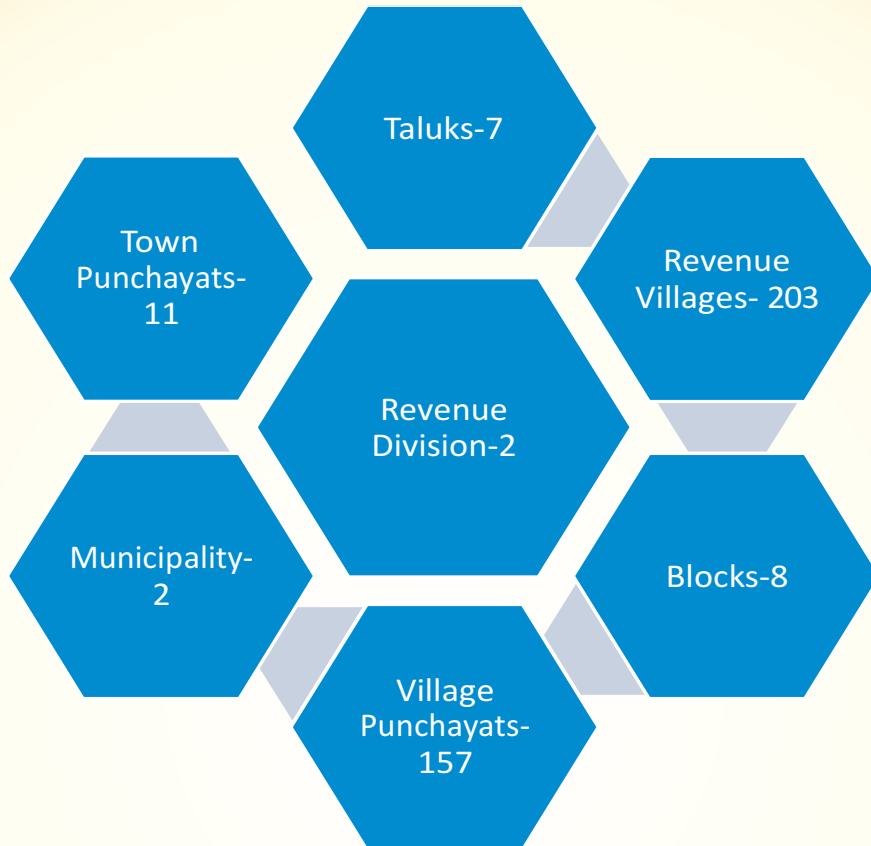 Taluks-7
Town
Punchayats-
11
Revenue
Villages- 203
Revenue
Division-2
Municipality-
2
Blocks-8
Village
Punchayats-
157